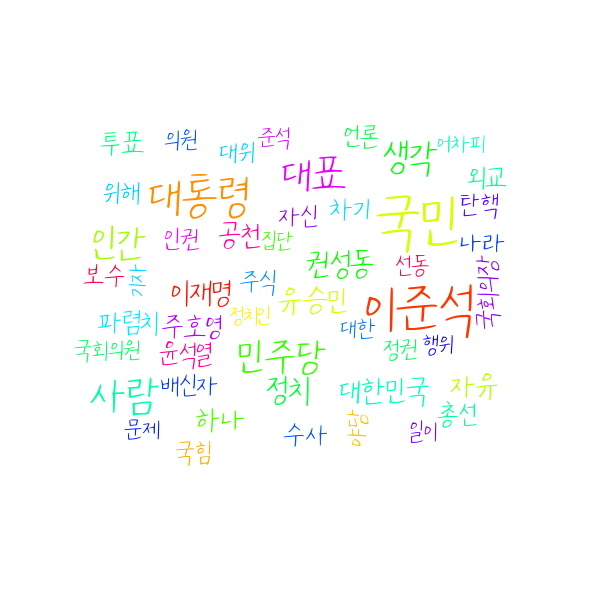 투표 의원 대위 준석 언론 생각 어차피
위해 대통령 대표 외교
자신 차기 국민 탄핵
인간 인권 공천 집단 나라
보수 기자 이재명 주식 권성동 선동 국회의장
파렴치 주호영 정치인 유승민 대한 이준석
국회의원 윤석열 민주당 정권 행위
사람 배신자 정치 대한민국 자유
문제 하나 수사 총선 일이
국힘